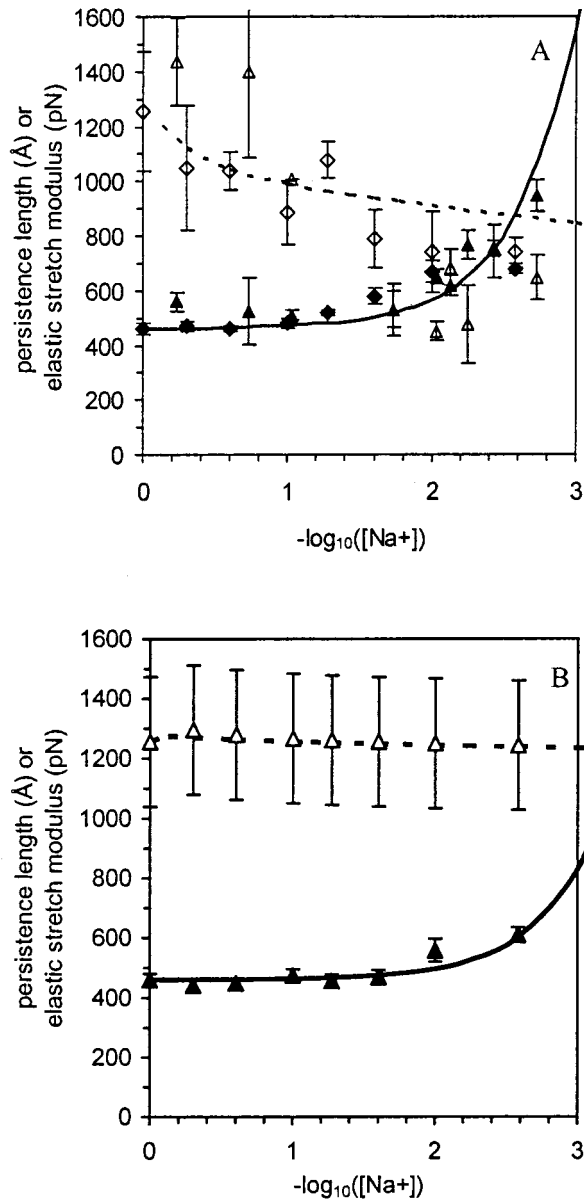 A
persistence length (Å) or
elastic stretch modulus (pN)
1600
1400
1200
1000
800
600
400
200
0
0 1 2 3
-log₁₀([Na+])
B
persistence length (Å) or
elastic stretch modulus (pN)
1600
1400
1200
1000
800
600
400
200
0
0 1 2 3
-log₁₀([Na+])